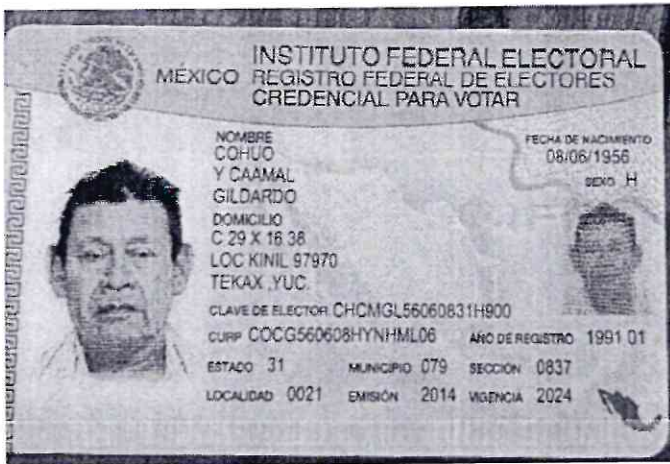 INSTITUTO FEDERAL ELECTORAL
MÉXICO REGISTRO FEDERAL DE ELECTORES
CREDENCIAL PARA VOTAR
NOMBRE
COHUO
Y CAAMAL
GILDARDO
FECHA DE NACIMIENTO
08/06/1956
SEXO H
DOMICILIO
C 29 X 16 38
LOC KINIL 97970
TEKAX ,YUC.
CLAVE DE ELECTOR CHCMGL56060831H900
CURP COCG560608HYNHML06 AÑO DE REGISTRO 1991 01
ESTADO 31 MUNICIPIO 079 SECCIÓN 0837
LOCALIDAD 0021 EMISIÓN 2014 VIGENCIA 2024